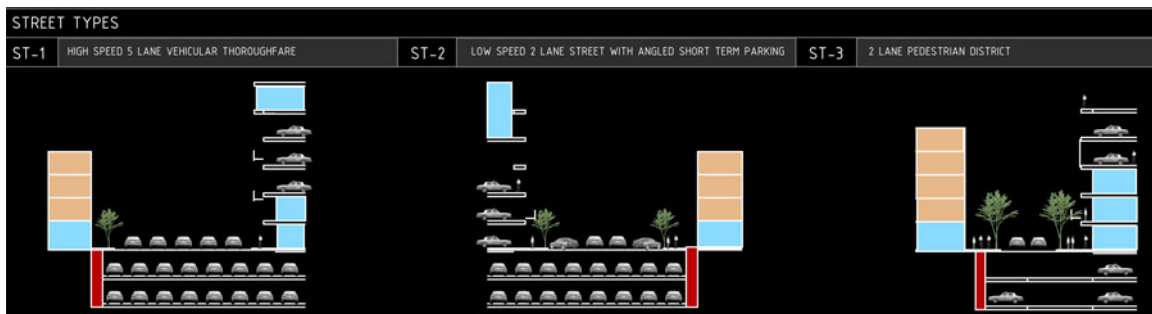 STREET TYPES
ST-1 HIGH SPEED 5 LANE VEHICULAR THOROUGHFARE
ST-2 LOW SPEED 2 LANE STREET WITH ANGLED SHORT TERM PARKING
ST-3 2 LANE PEDESTRIAN DISTRICT